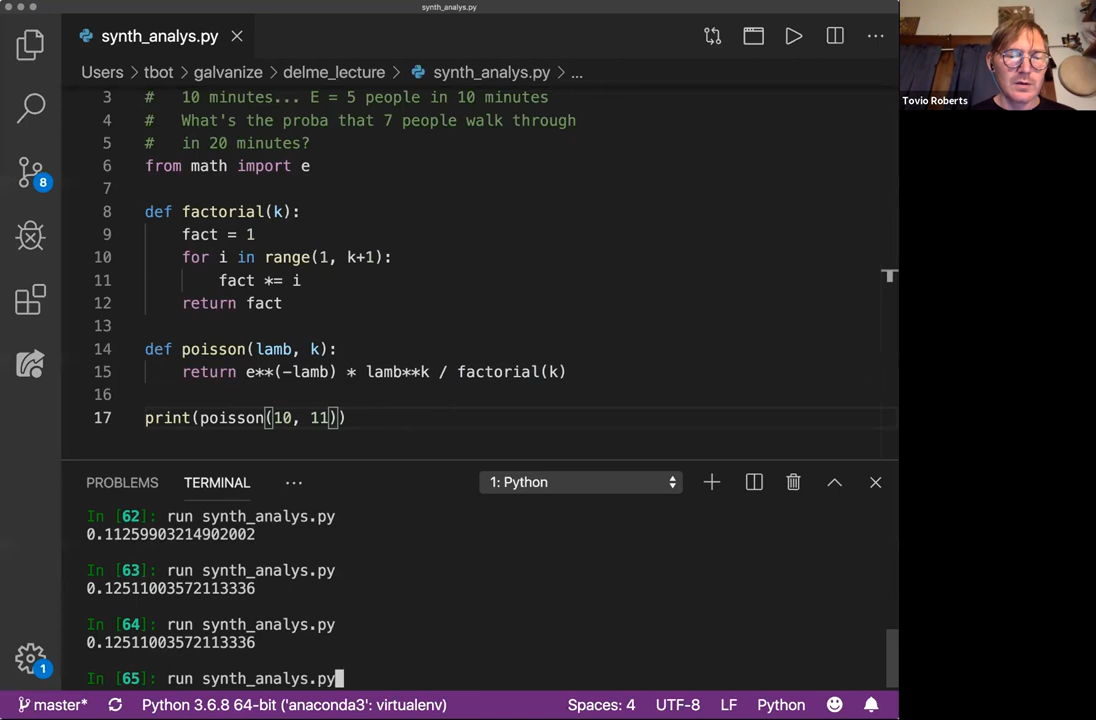 synth_analys.py
synth_analys.py
Users > tbot > galvanize > delme_lecture > synth_analys.py > ...
3 #  10 minutes... E = 5 people in 10 minutes
4 #  What's the proba that 7 people walk through
5 #  in 20 minutes?
6 from math import e
7
8 def factorial(k):
9     fact = 1
10     for i in range(1, k+1):
11         fact *= i
12     return fact
13
14 def poisson(lamb, k):
15     return e**(-lamb) * lamb**k / factorial(k)
16
17 print(poisson(10, 11))
Tovio Roberts
8
PROBLEMS TERMINAL ... 1: Python
In [62]: run synth_analys.py
0.11259903214902002
In [63]: run synth_analys.py
0.12511003572113336
In [64]: run synth_analys.py
0.12511003572113336
In [65]: run synth_analys.py
1
master* Python 3.6.8 64-bit ('anaconda3': virtualenv) Spaces: 4 UTF-8 LF Python